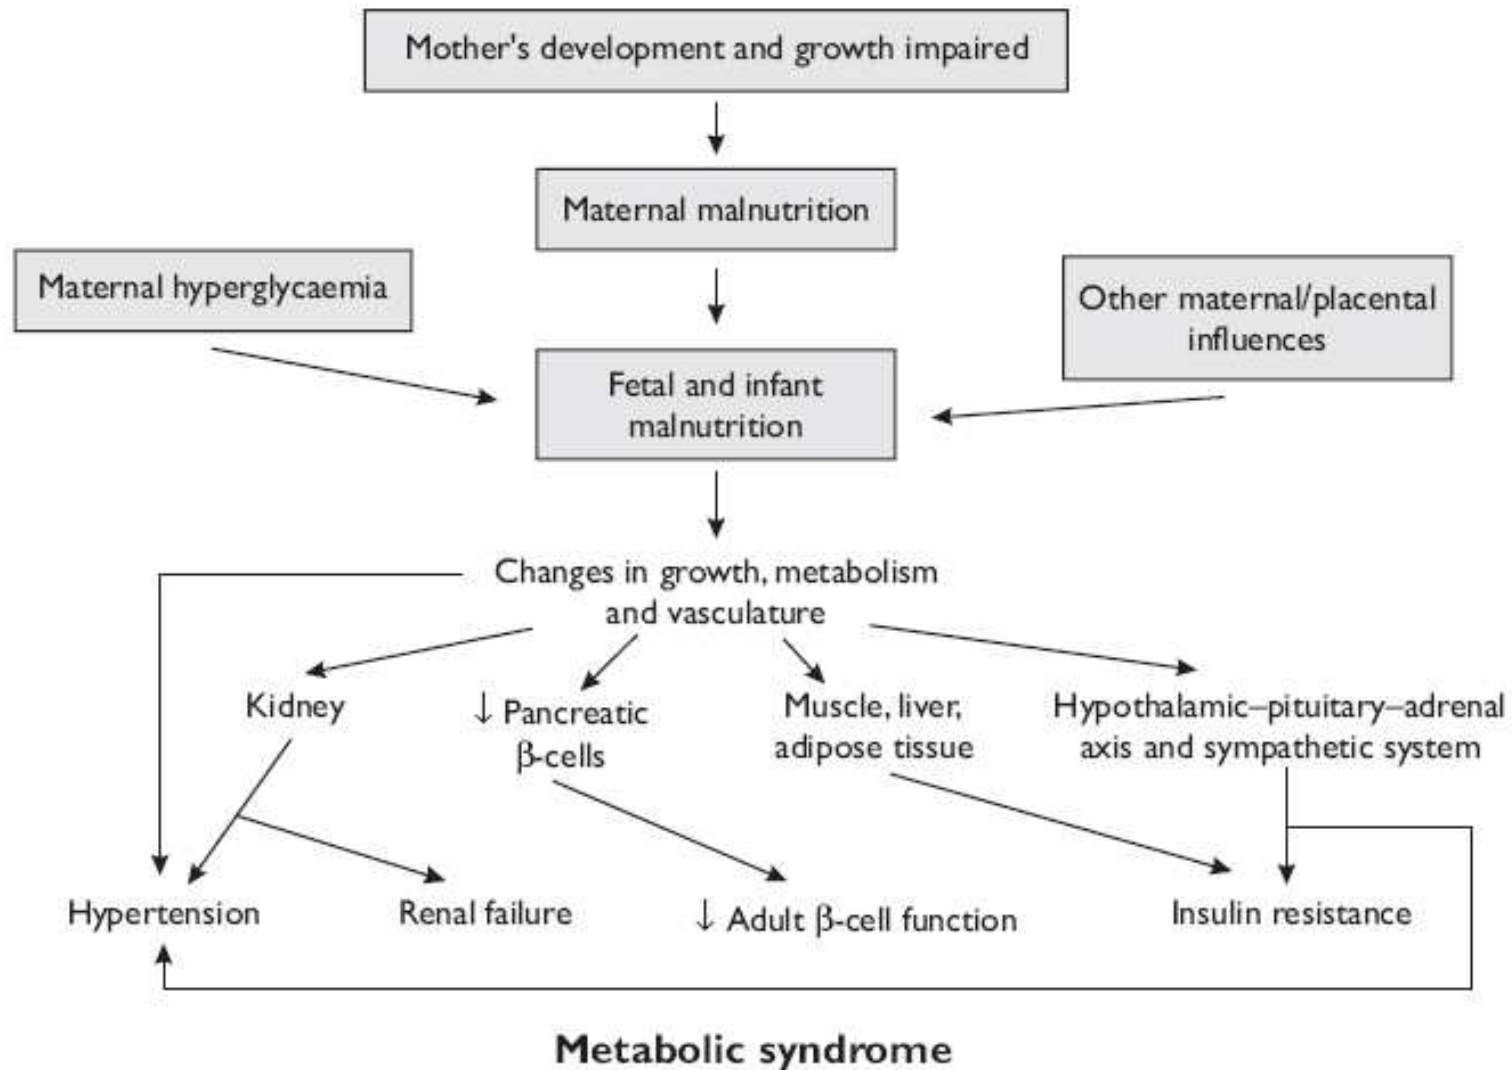 Mother's development and growth impaired
Maternal malnutrition
Maternal hyperglycaemia
Other maternal/placental
influences
Fetal and infant
malnutrition
Changes in growth, metabolism
and vasculature
Kidney
↓ Pancreatic
β-cells
Muscle, liver,
adipose tissue
Hypothalamic–pituitary–adrenal
axis and sympathetic system
Hypertension
Renal failure
↓ Adult β-cell function
Insulin resistance
Metabolic syndrome